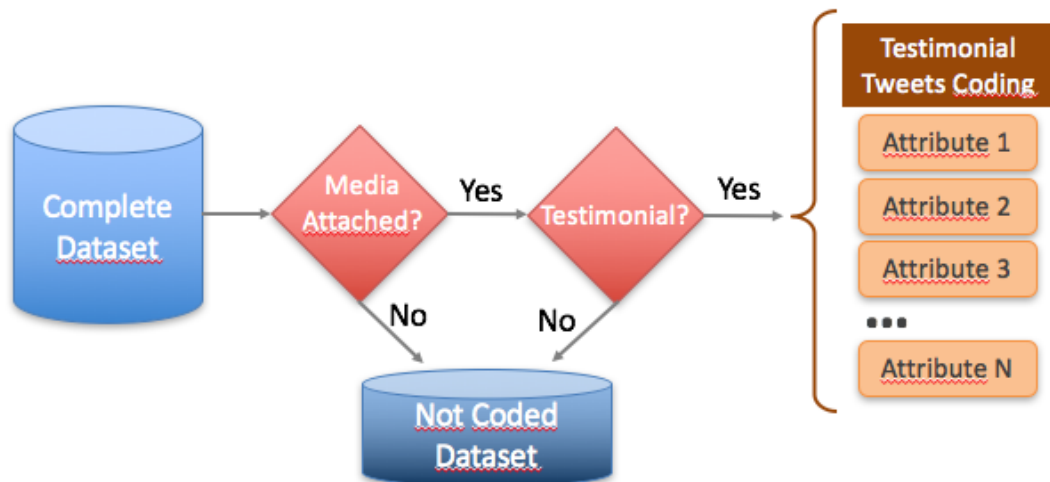 Complete
Dataset
Media
Attached?
Yes
Testimonial?
Yes
No
No
Not Coded
Dataset
Testimonial
Tweets Coding
Attribute 1
Attribute 2
Attribute 3
...
Attribute N